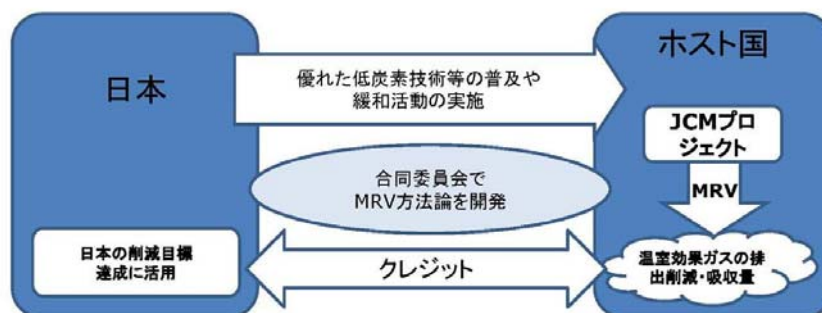 日本
ホスト国
優れた低炭素技術等の普及や
緩和活動の実施
JCMプロ
ジェクト
合同委員会で
MRV方法論を開発
MRV
日本の削減目標
達成に活用
クレジット
温室効果ガスの排
出削減・吸収量